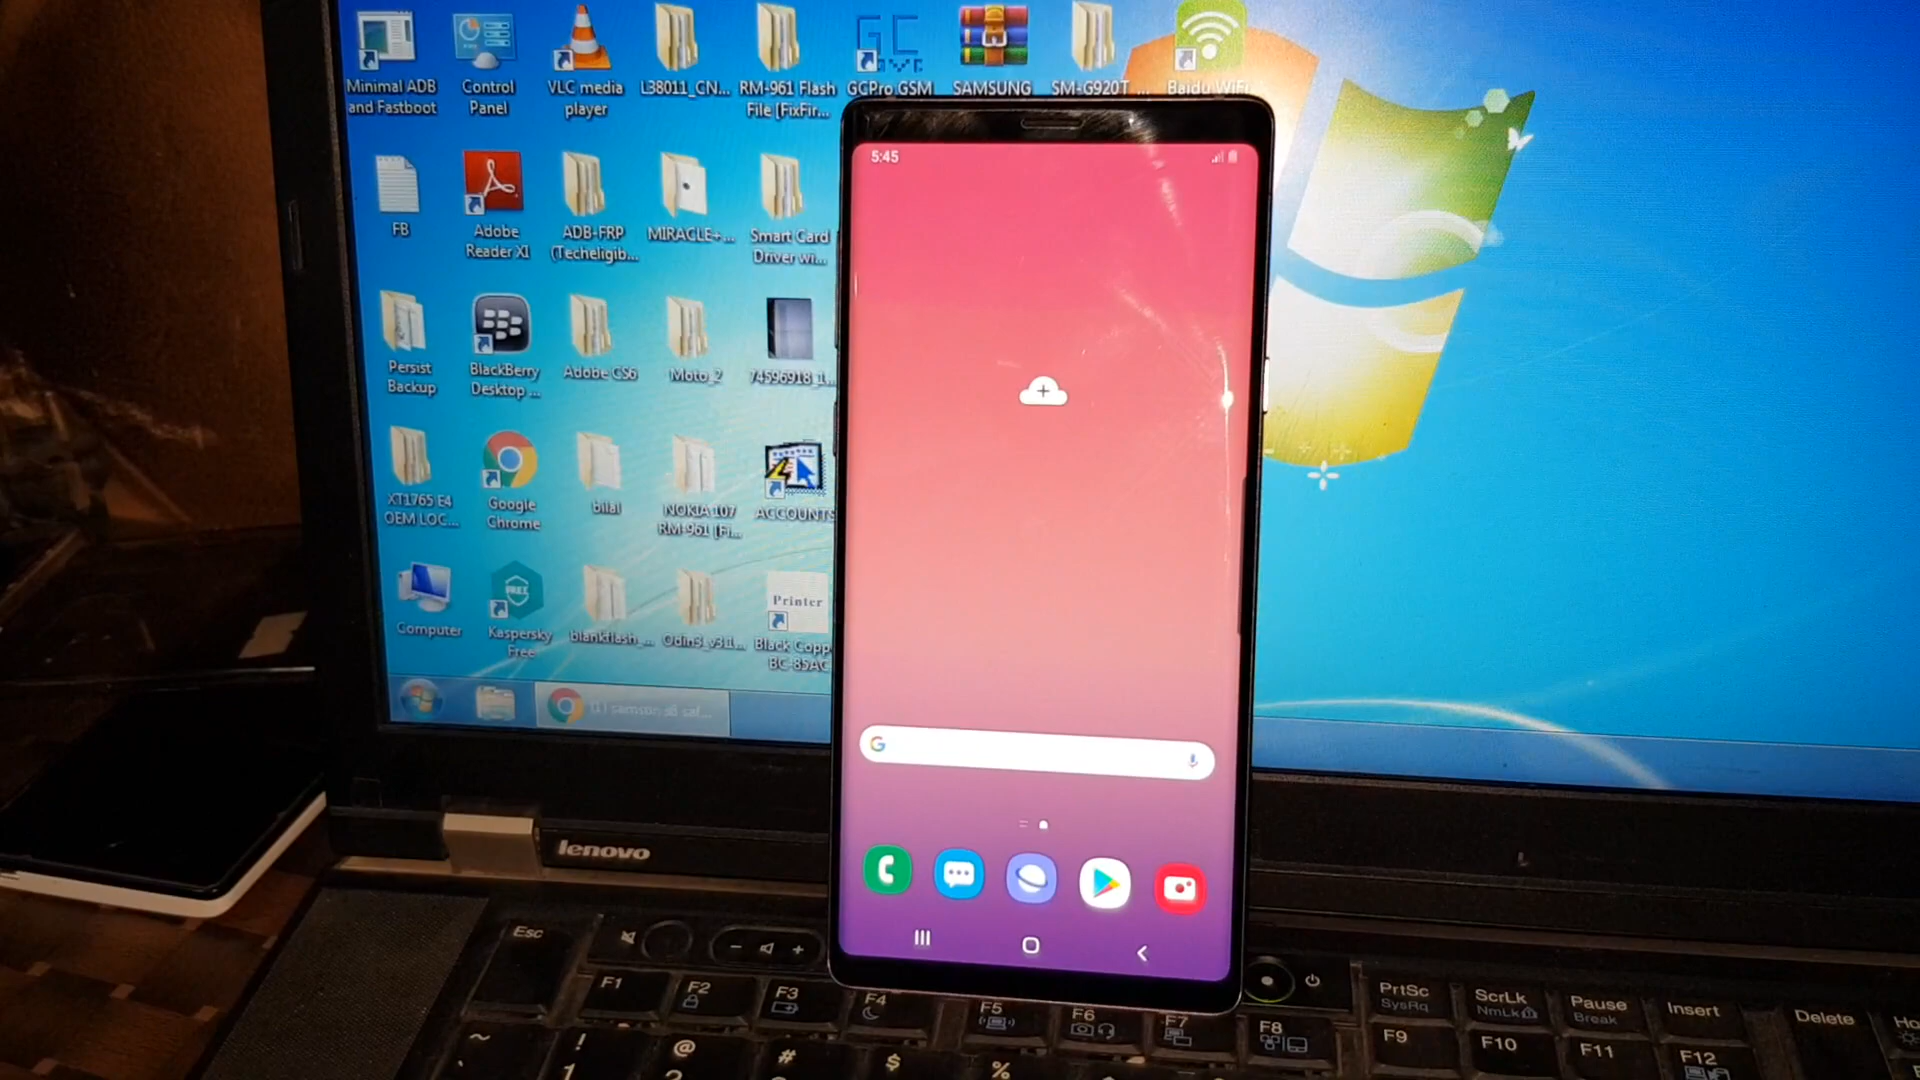 Minimal ADB
and Fastboot
Control
Panel
VLC media
player
L38011_CN...
RM-961 Flash
File [FixFir...
GCPro GSM
SAMSUNG
SM-G920T ...
Baidu WiFi
FB
Adobe
Reader XI
ADB-FRP
(Techeligib...
MIRACLE+...
Smart Card
Driver wi...
Persist
Backup
BlackBerry
Desktop ...
Adobe CS6
Moto_2
74596918_1...
XT1765 E4
OEM LOC...
Google
Chrome
bilal
NOKIA 107
RM-961 [Fi...
ACCOUNTS
Computer
FREE
Kaspersky
Free
blankflash_...
Odin3_v3.1...
Printer
Black Copp
BC-85AC
5:45
G
lenovo
Esc
F1
F2
F3
F4
F5
F6
F7
F8
PrtSc
SysRq
ScrLk
NmLk
Pause
Break
Insert
Delete
F9
F10
F11
F12
~
!
1
@
2
#
$
%